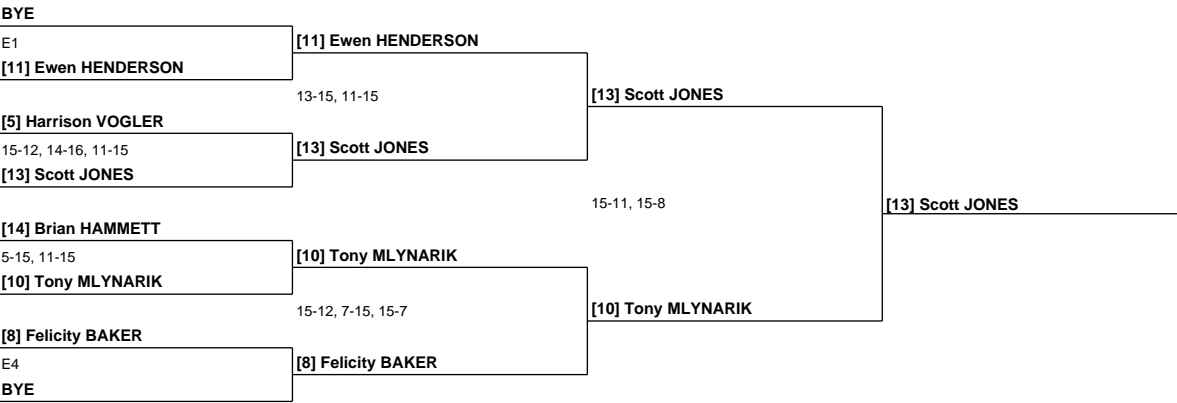 BYE
E1
[11] Ewen HENDERSON
[11] Ewen HENDERSON
13-15, 11-15
[13] Scott JONES
[5] Harrison VOGLER
15-12, 14-16, 11-15
[13] Scott JONES
[13] Scott JONES
15-11, 15-8
[13] Scott JONES
[14] Brian HAMMETT
5-15, 11-15
[10] Tony MLYNARIK
[10] Tony MLYNARIK
15-12, 7-15, 15-7
[10] Tony MLYNARIK
[8] Felicity BAKER
E4
[8] Felicity BAKER
BYE